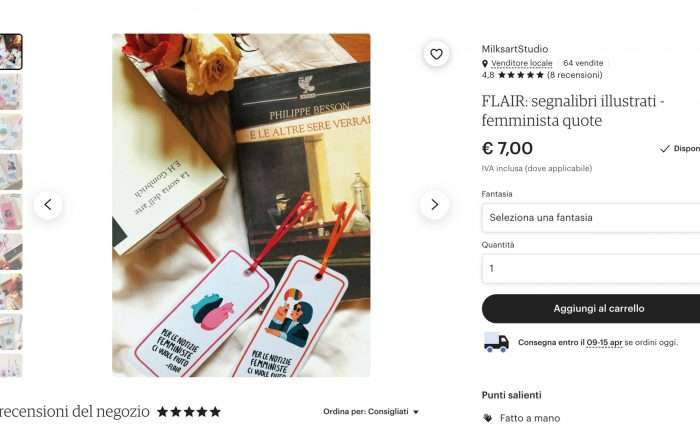 MilksartStudio
Venditore locale 64 vendite
4,8 ★★★★★ (8 recensioni)
FLAIR: segnalibri illustrati -
femminista quote
€ 7,00
Dispon
IVA inclusa (dove applicabile)
Fantasia
Seleziona una fantasia
Quantità
1
Aggiungi al carrello
Consegna entro il 09-15 apr se ordini oggi.
Punti salienti
Fatto a mano
PHILIPPE BESSON
E LE ALTRE SERE VERRAI
La storia dell'arte
E.H. Gombrich
PER LE NOTIZIE
FEMMINISTE
CI VUOLE FIUTO
-FLAIR
PER LE NOTIZIE
FEMMINISTE
CI VUOLE FIUTO
recensioni del negozio ★★★★★
Ordina per: Consigliati